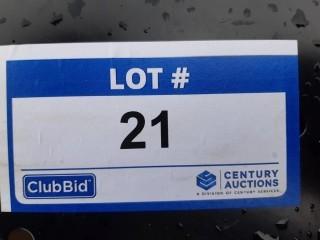 LOT #
21
ClubBid®
CENTURY
AUCTIONS
A DIVISION OF CENTURY SERVICES